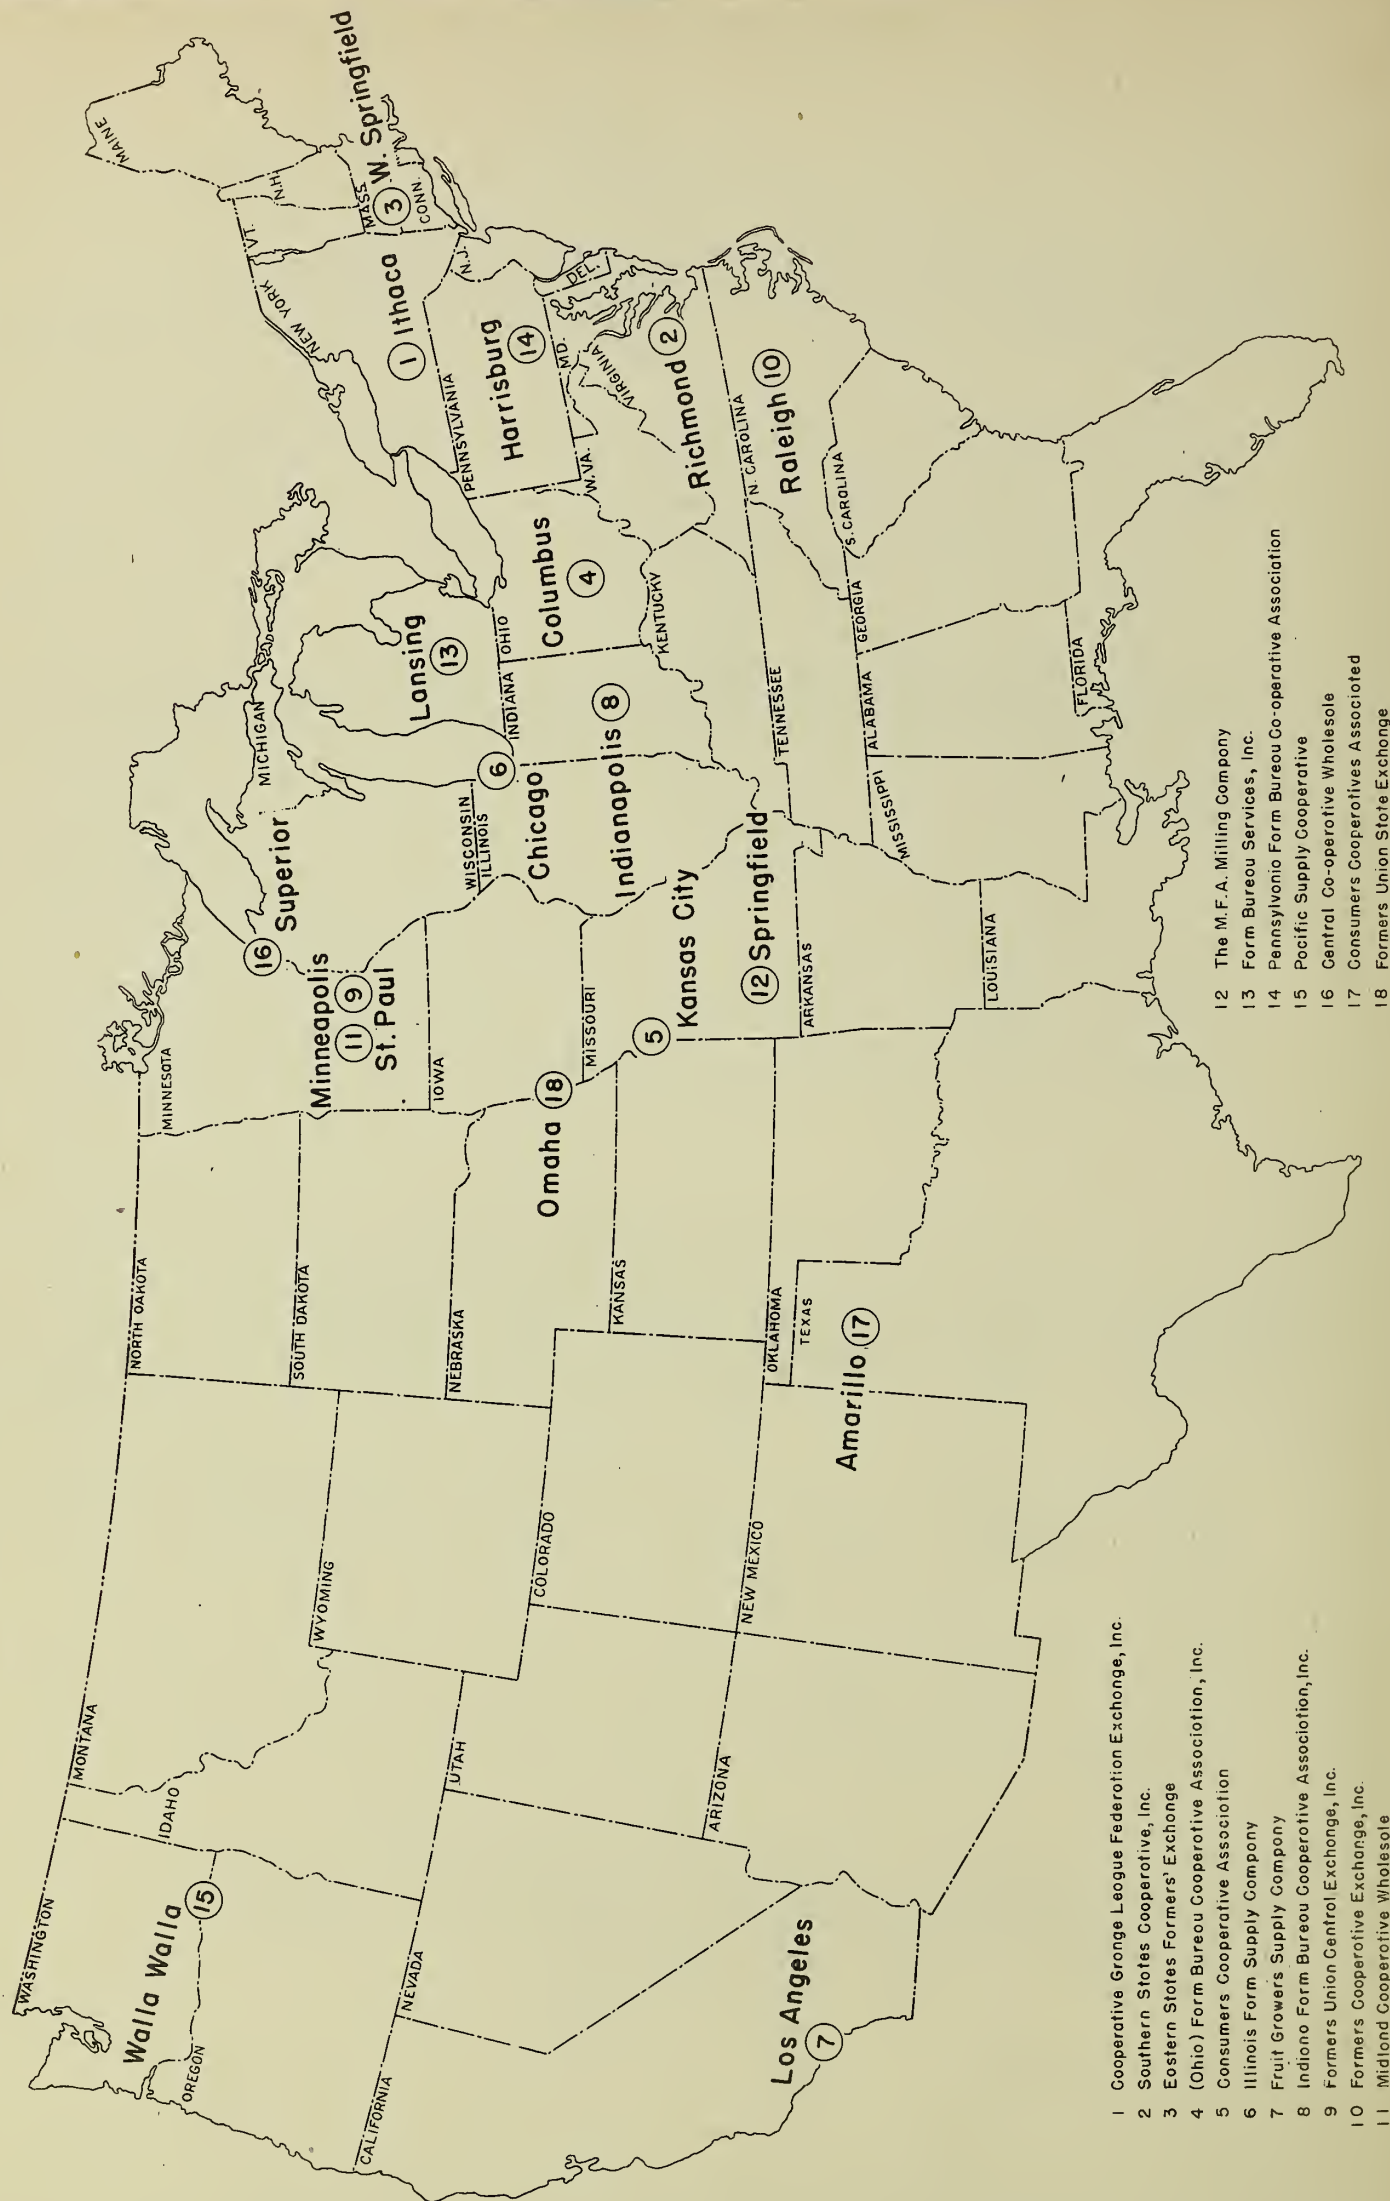 WASHINGTON
MONTANA
NORTH DAKOTA
MINNESOTA
MAINE
VT.
N.H.
NEW YORK
MICHIGAN
MASS.
3 W. Springfield
CONN.
Walla Walla
15
OREGON
IDAHO
WYOMING
SOUTH DAKOTA
Minneapolis
11 9
St. Paul
16 Superior
Lansing
13
1 Ithaca
PENNSYLVANIA
N.J.
Harrisburg
14
CALIFORNIA
NEVADA
UTAH
NEBRASKA
IOWA
WISCONSIN
ILLINOIS
6
Chicago
INDIANA
OHIO
Columbus
4
DEL.
MD.
W.VA.
VIRGINIA
COLORADO
Omaha 18
KANSAS
MISSOURI
Indianapolis 8
KENTUCKY
Richmond 2
5
Kansas City
ARIZONA
NEW MEXICO
OKLAHOMA
TEXAS
12 Springfield
ARKANSAS
TENNESSEE
N. CAROLINA
Raleigh 10
Los Angeles
7
Amarillo 17
MISSISSIPPI
ALABAMA
GEORGIA
S. CAROLINA
LOUISIANA
FLORIDA
1 Cooperative Grange League Federation Exchange, Inc.
2 Southern States Cooperative, Inc.
3 Eastern States Farmers' Exchange
4 (Ohio) Farm Bureau Cooperative Association, Inc.
5 Consumers Cooperative Association
6 Illinois Farm Supply Company
7 Fruit Growers Supply Company
8 Indiana Farm Bureau Cooperative Association, Inc.
9 Farmers Union Central Exchange, Inc.
10 Farmers Cooperative Exchange, Inc.
11 Midland Cooperative Wholesale
12 The M.F.A. Milling Company
13 Farm Bureau Services, Inc.
14 Pennsylvania Farm Bureau Co-operative Association
15 Pacific Supply Cooperative
16 Central Co-operative Wholesale
17 Consumers Cooperatives Associated
18 Farmers Union State Exchange